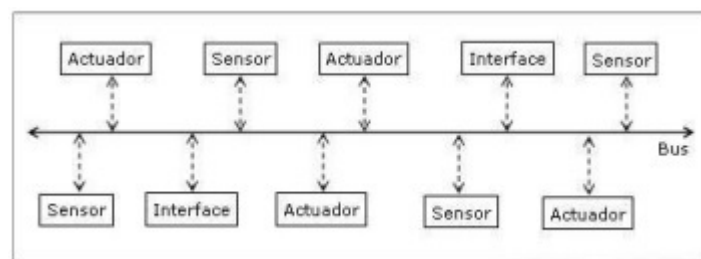 Actuador Sensor Actuador Interface Sensor
Bus
Sensor Interface Actuador Sensor Actuador